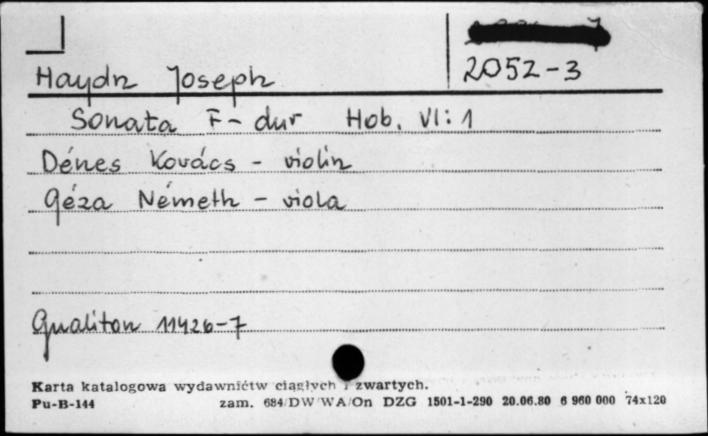 2052-3
Haydn Joseph
Sonata F-dur Hob. VI:1
Dénes Kovács - violin
Géza Németh - viola
Qualiton 11426-7
Karta katalogowa wydawnictw ciągłych i zwartych.
Pu-B-144 zam. 684/DW/WA/On DZG 1501-1-290 20.06.80 6 960 000 74x120